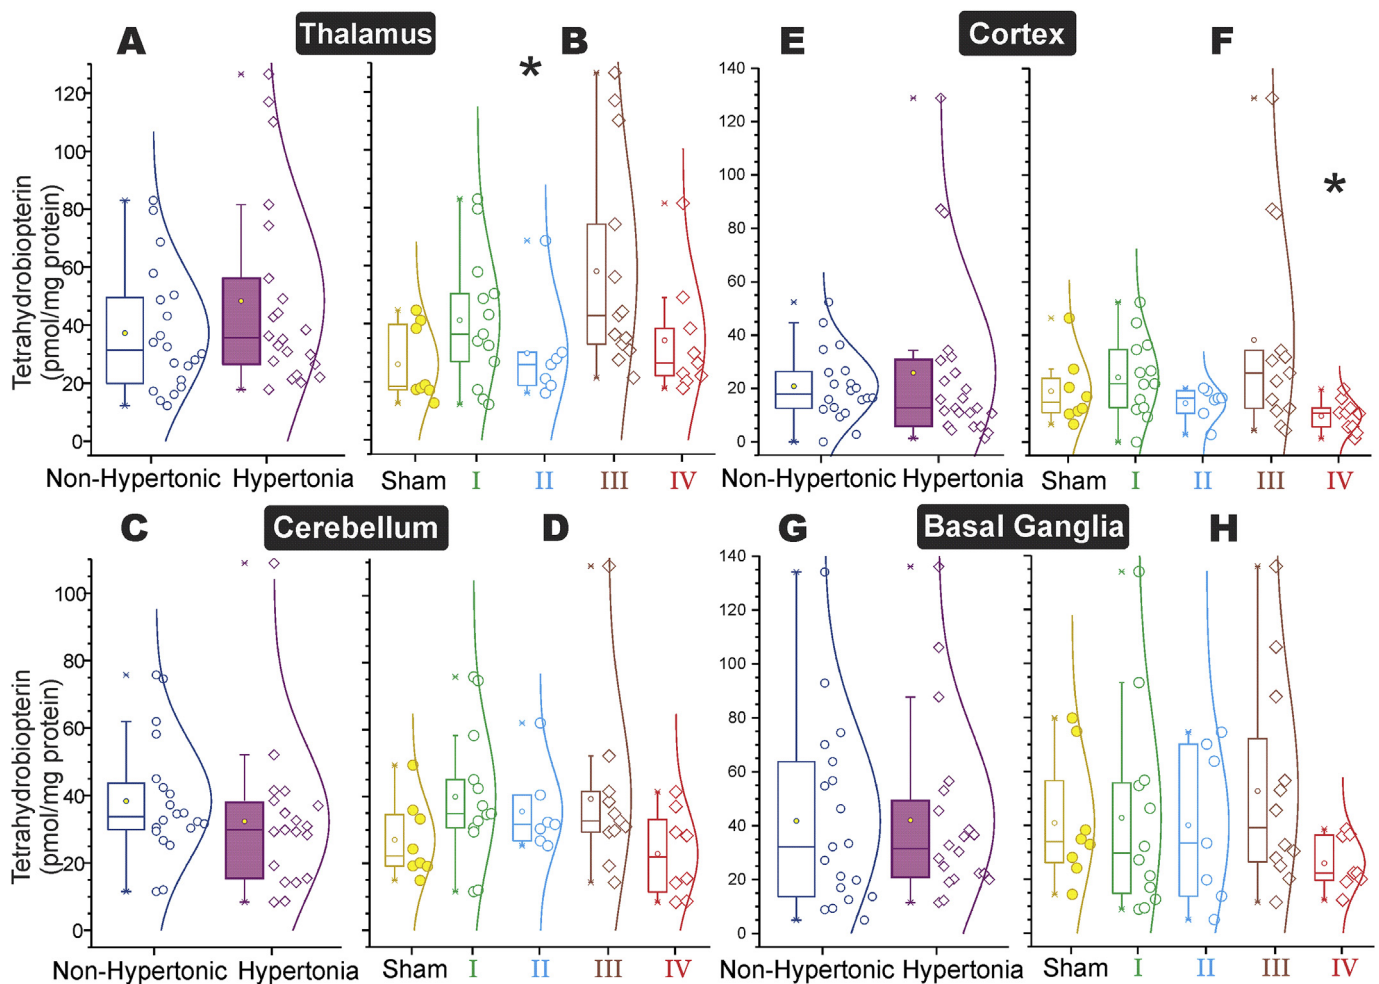 A Thalamus B
*
Tetrahydrobiopterin
(pmol/mg protein)
120
100
80
60
40
20
0
Non-Hypertonic Hypertonia
Sham I II III IV
E Cortex F
*
140
120
100
80
60
40
20
0
Non-Hypertonic Hypertonia
Sham I II III IV
C Cerebellum D
Tetrahydrobiopterin
(pmol/mg protein)
100
80
60
40
20
0
Non-Hypertonic Hypertonia
Sham I II III IV
G Basal Ganglia H
140
120
100
80
60
40
20
0
Non-Hypertonic Hypertonia
Sham I II III IV